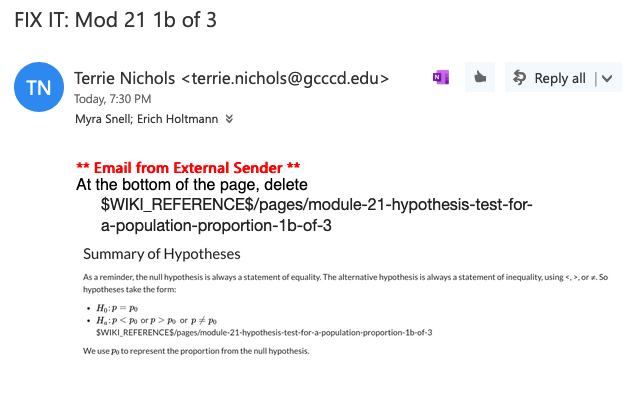 FIX IT: Mod 21 1b of 3
TN
Terrie Nichols <terrie.nichols@gcccd.edu>
Today, 7:30 PM
Myra Snell; Erich Holtmann
N
Reply all
** Email from External Sender **
At the bottom of the page, delete
$WIKI_REFERENCE$/pages/module-21-hypothesis-test-for-
a-population-proportion-1b-of-3
Summary of Hypotheses
As a reminder, the null hypothesis is always a statement of equality. The alternative hypothesis is always a statement of inequality, using <, >, or ≠. So
hypotheses take the form:
• H₀: p = p₀
• Hₐ: p < p₀ or p > p₀ or p ≠ p₀
$WIKI_REFERENCE$/pages/module-21-hypothesis-test-for-a-population-proportion-1b-of-3
We use p₀ to represent the proportion from the null hypothesis.